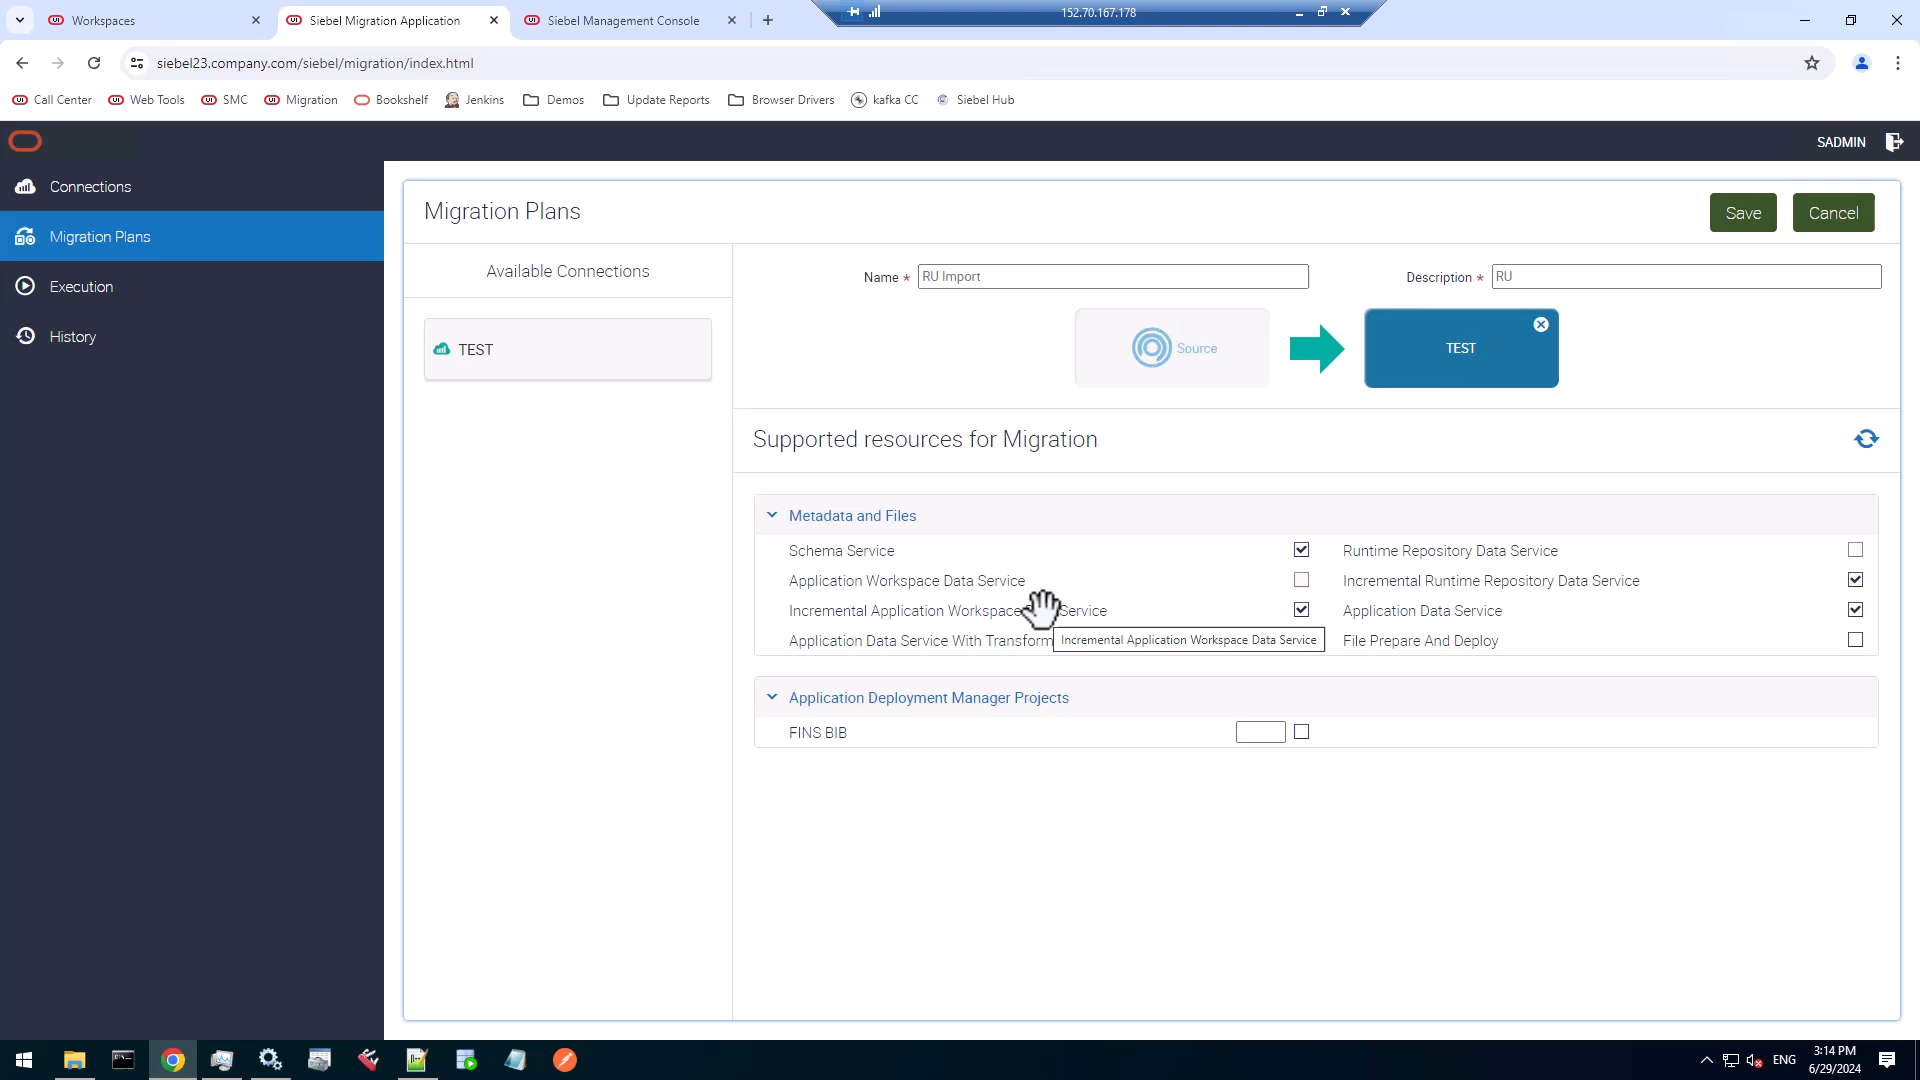 Workspaces
Siebel Migration Application
Siebel Management Console
152.70.167.178
siebel23.company.com/siebel/migration/index.html
Call Center
Web Tools
SMC
Migration
Bookshelf
Jenkins
Demos
Update Reports
Browser Drivers
kafka CC
Siebel Hub
SADMIN
Connections
Migration Plans
Execution
History
Migration Plans
Save
Cancel
Available Connections
TEST
Name *
RU Import
Description *
RU
Source
TEST
Supported resources for Migration
Metadata and Files
Schema Service
Runtime Repository Data Service
Application Workspace Data Service
Incremental Runtime Repository Data Service
Incremental Application Workspace Service
Application Data Service
Application Data Service With Transform
Incremental Application Workspace Data Service
File Prepare And Deploy
Application Deployment Manager Projects
FINS BIB
ENG
3:14 PM
6/29/2024